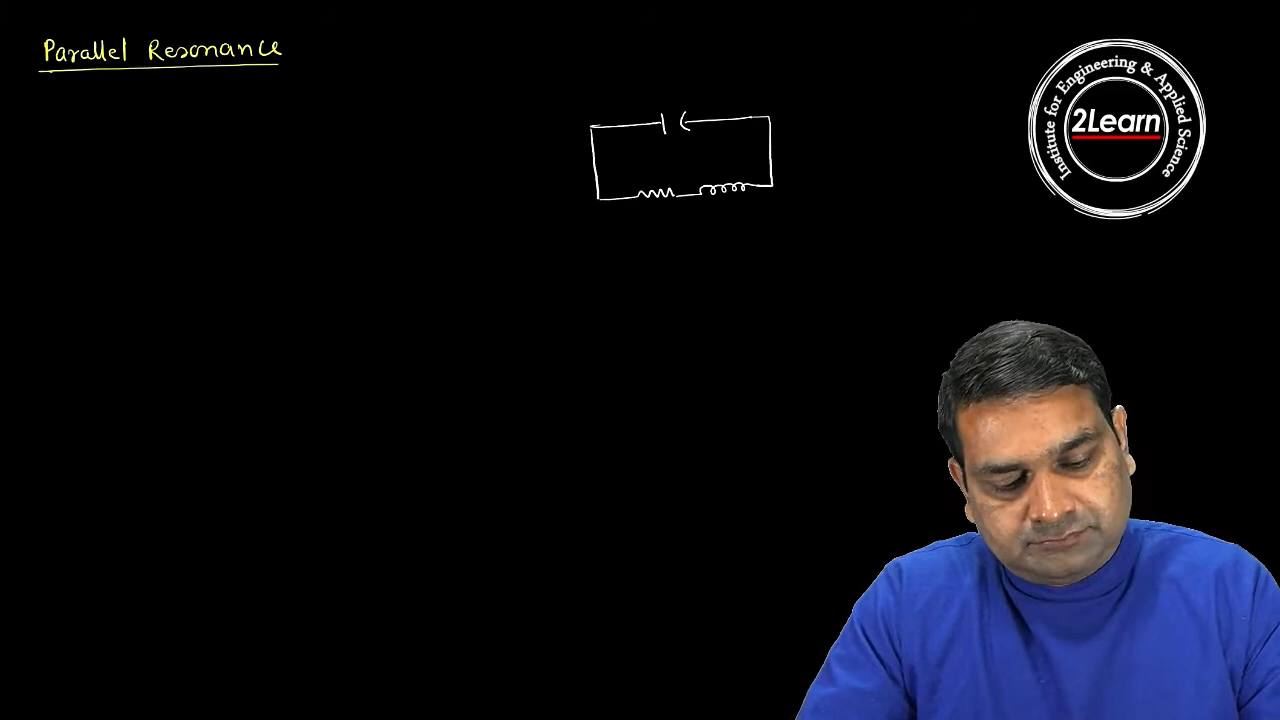 Parallel Resonance
Institute for Engineering & Applied Science
2Learn